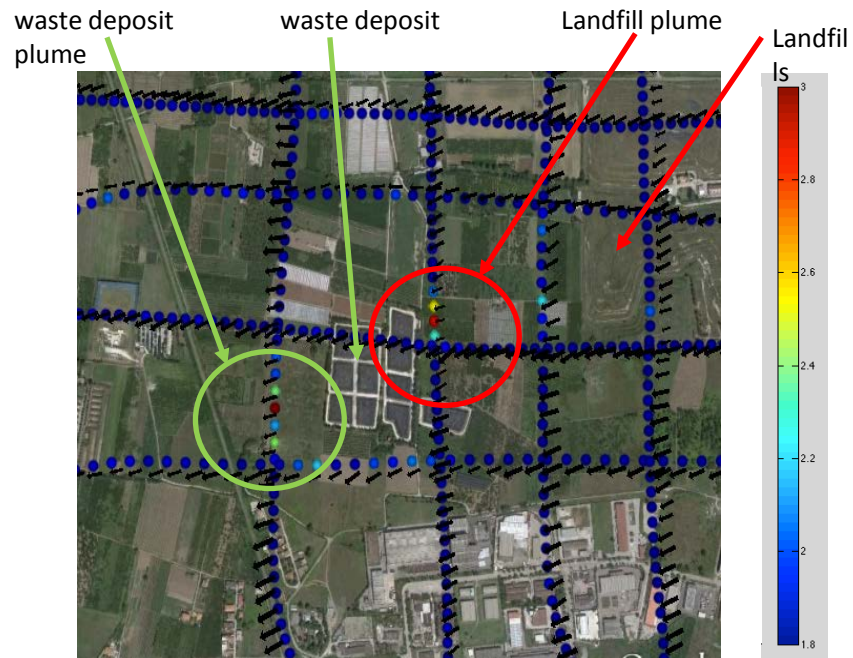 waste deposit
plume
waste deposit
Landfill plume
Landfil
ls
3
2.8
2.6
2.4
2.2
2
1.8